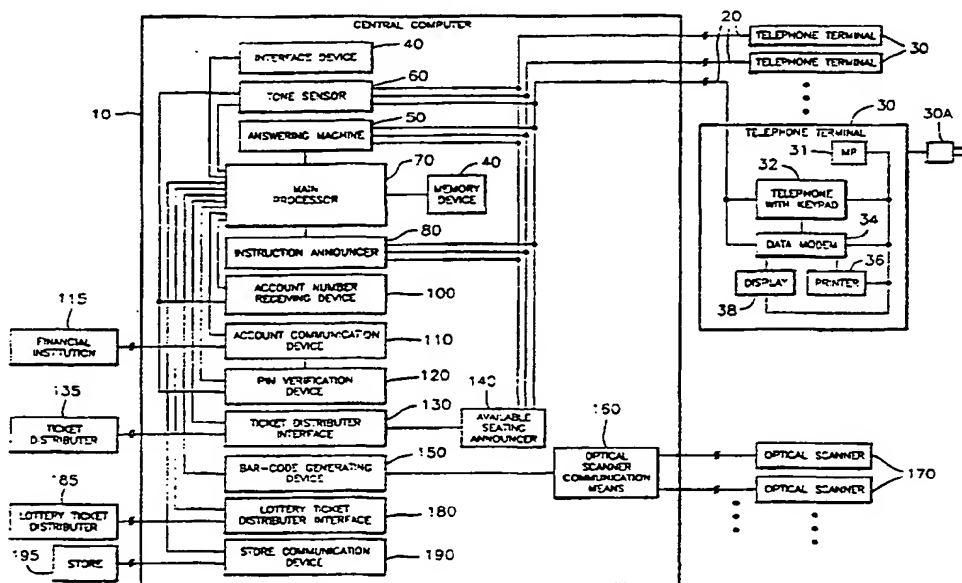 CENTRAL COMPUTER
10
40
INTERFACE DEVICE
60
TONE SENSOR
50
ANSWERING MACHINE
70
MAIN
PROCESSOR
40
MEMORY
DEVICE
80
INSTRUCTION ANNOUNCER
ACCOUNT NUMBER
RECEIVING DEVICE
100
ACCOUNT COMMUNICATION
DEVICE
110
PIN VERIFICATION
DEVICE
120
TICKET DISTRIBUTER
INTERFACE
130
140
AVAILABLE
SEATING
ANNOUNCER
BAR-CODE GENERATING
DEVICE
150
160
OPTICAL
SCANNER
COMMUNICATION
MEANS
LOTTERY TICKET
DISTRIBUTER INTERFACE
180
STORE COMMUNICATION
DEVICE
190
115
FINANCIAL
INSTITUTION
135
TICKET
DISTRIBUTER
185
LOTTERY TICKET
DISTRIBUTER
195
STORE
20
TELEPHONE TERMINAL
TELEPHONE TERMINAL
30
30
TELEPHONE TERMINAL
30A
31
MP
32
TELEPHONE
WITH KEYPAD
34
DATA MODEM
36
DISPLAY
PRINTER
38
OPTICAL SCANNER
OPTICAL SCANNER
170